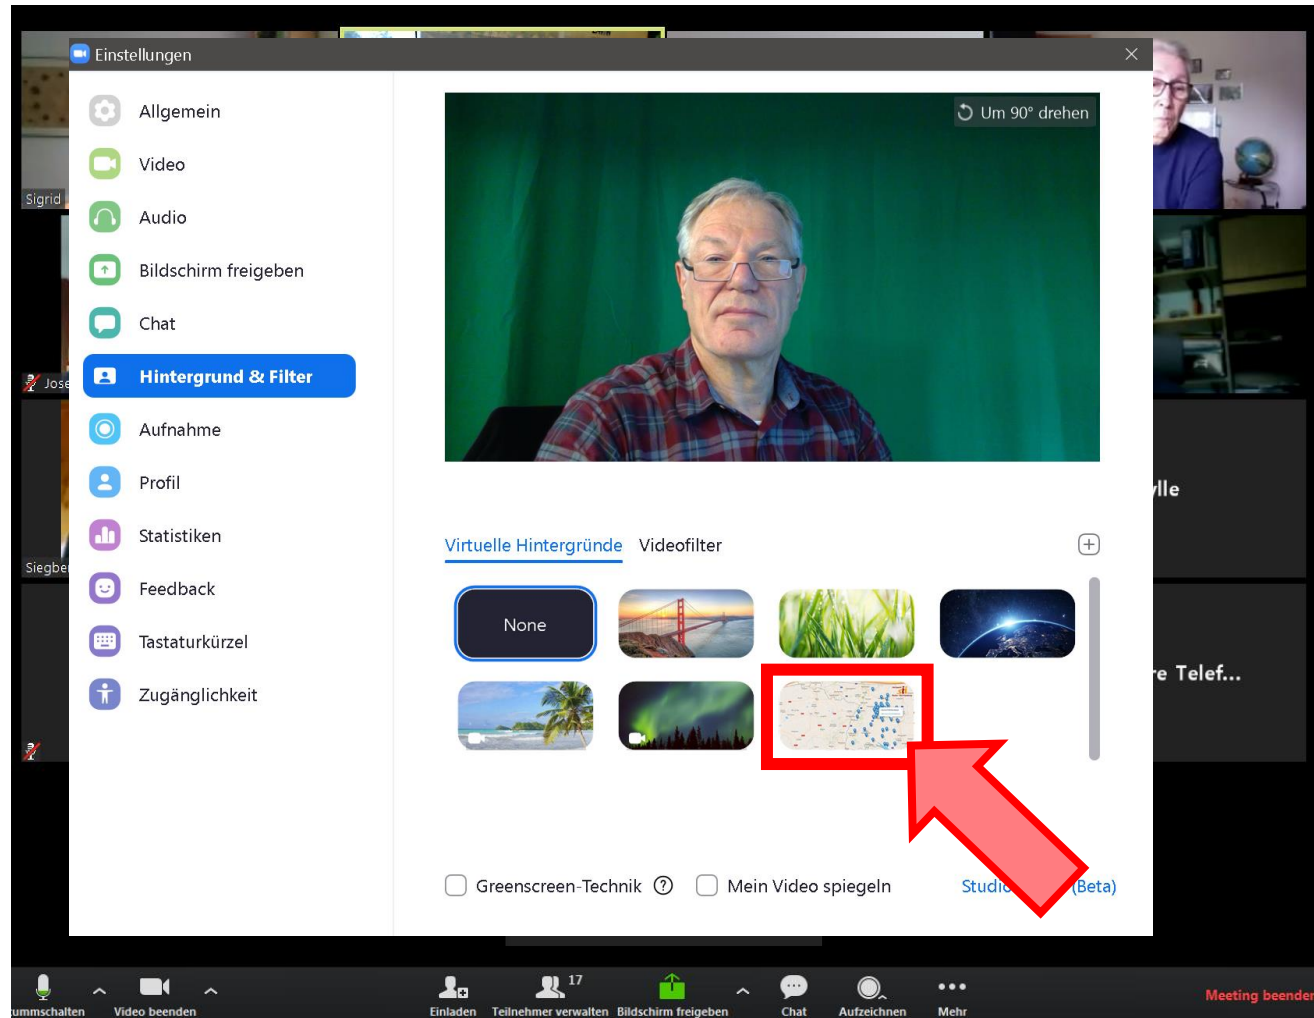 Einstellungen
Allgemein
Video
Audio
Bildschirm freigeben
Chat
Hintergrund & Filter
Aufnahme
Profil
Statistiken
Feedback
Tastaturkürzel
Zugänglichkeit
Um 90° drehen
Virtuelle Hintergründe Videofilter
None
Greenscreen-Technik Mein Video spiegeln
(Beta)
Sigrid
Jose
Siegbe
lle
e Telef...
17
ummschalten Video beenden Einladen Teilnehmer verwalten Bildschirm freigeben Chat Aufzeichnen Mehr
Meeting beenden